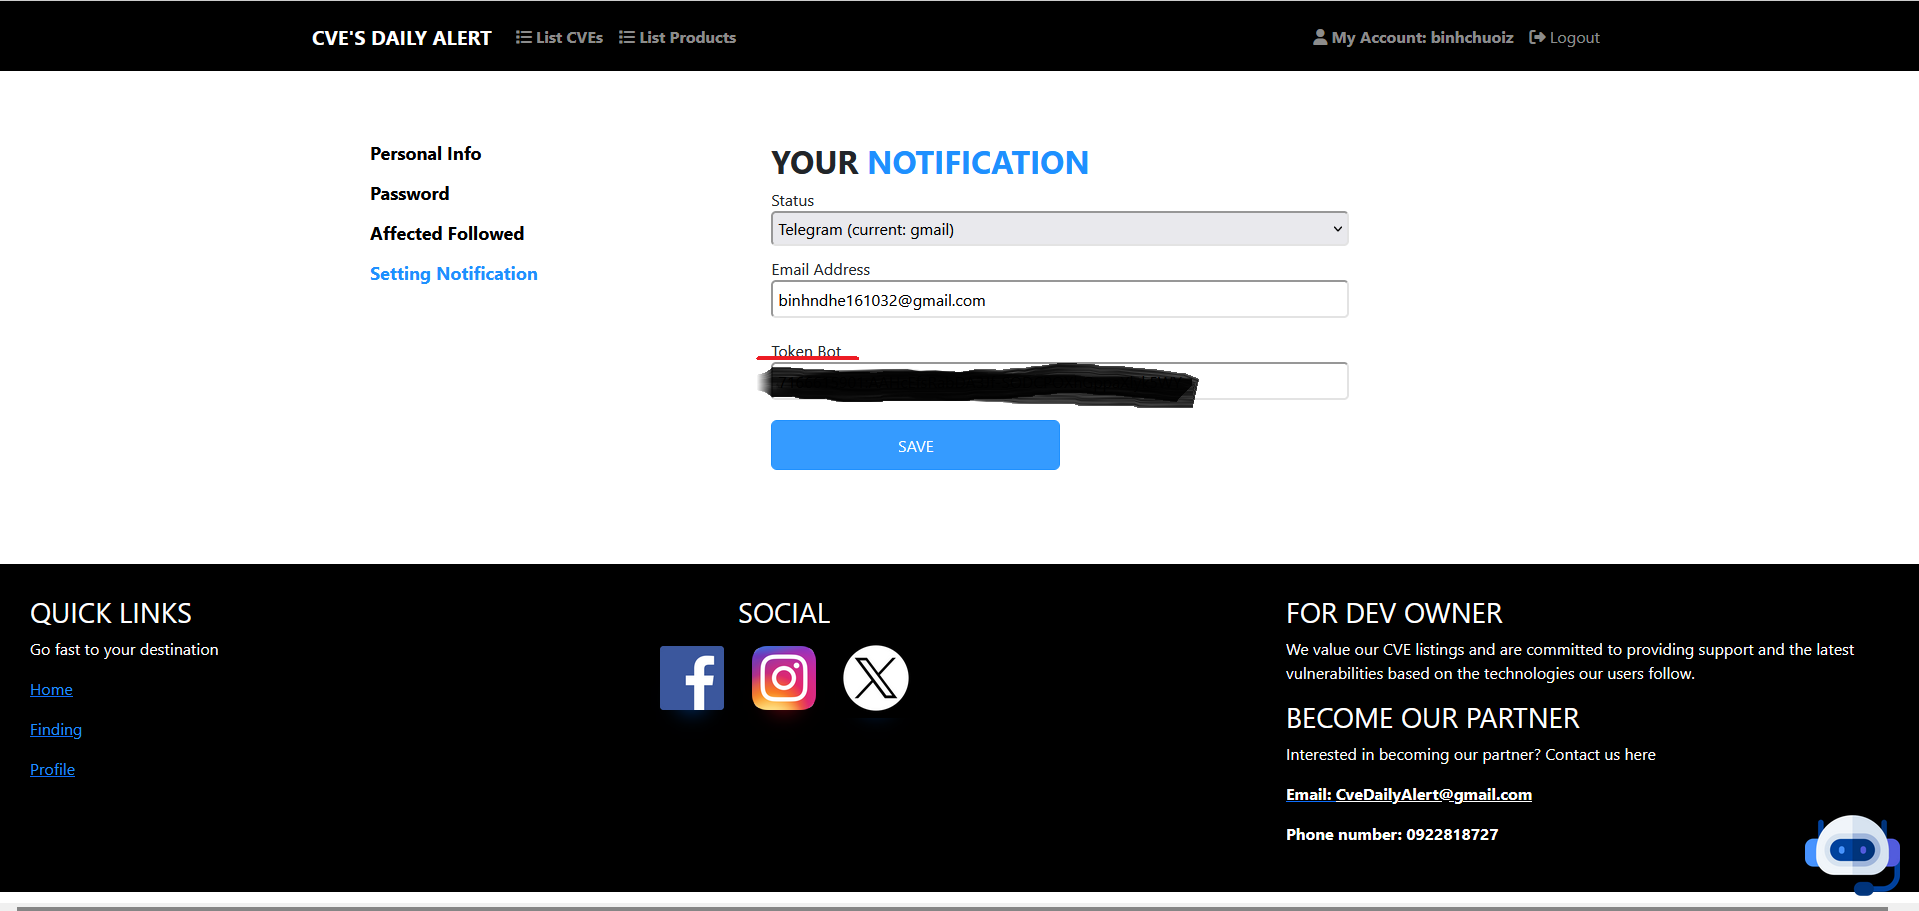 CVE'S DAILY ALERT List CVEs List Products My Account: binhchuoiz Logout
Personal Info
Password
Affected Followed
Setting Notification
YOUR NOTIFICATION
Status
Telegram (current: gmail)
Email Address
binhndhe161032@gmail.com
Token Bot
SAVE
QUICK LINKS
Go fast to your destination
Home
Finding
Profile
SOCIAL
FOR DEV OWNER
We value our CVE listings and are committed to providing support and the latest
vulnerabilities based on the technologies our users follow.
BECOME OUR PARTNER
Interested in becoming our partner? Contact us here
Email: CveDailyAlert@gmail.com
Phone number: 0922818727